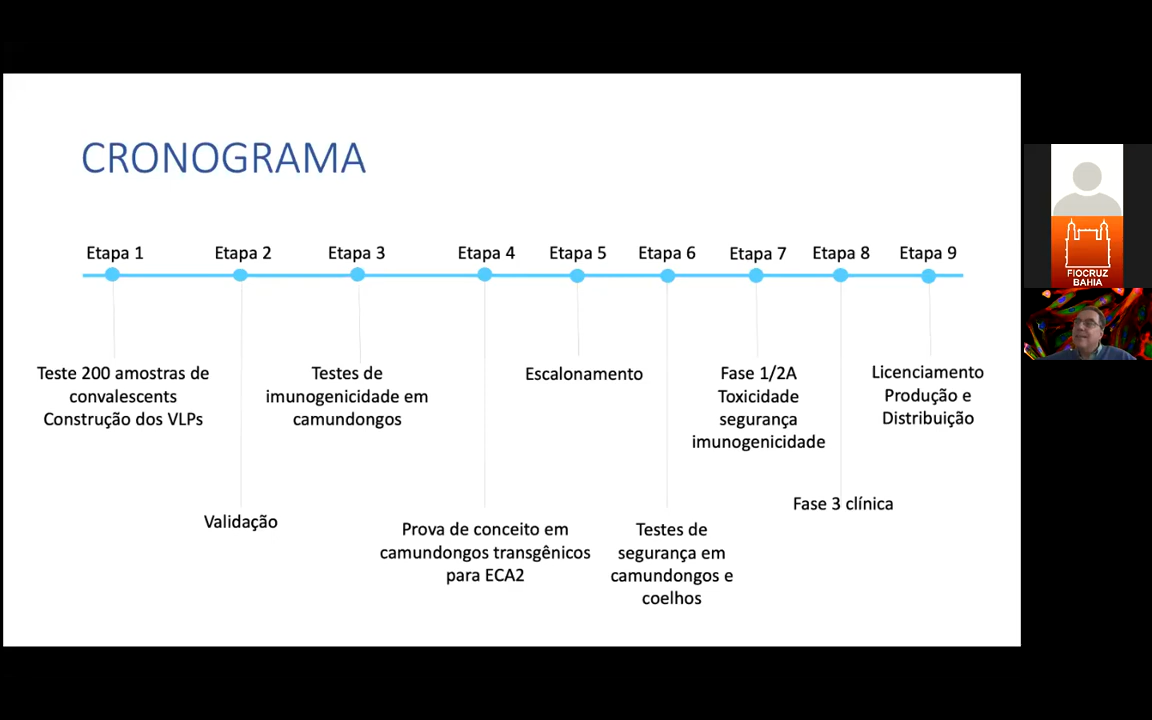 CRONOGRAMA
Etapa 1
Etapa 2
Etapa 3
Etapa 4
Etapa 5
Etapa 6
Etapa 7
Etapa 8
Etapa 9
Teste 200 amostras de
convalescents
Construção dos VLPs
Validação
Testes de
imunogenicidade em
camundongos
Prova de conceito em
camundongos transgênicos
para ECA2
Escalonamento
Testes de
segurança em
camundongos e
coelhos
Fase 1/2A
Toxicidade
segurança
imunogenicidade
Fase 3 clínica
Licenciamento
Produção e
Distribuição
FIOCRUZ
BAHIA